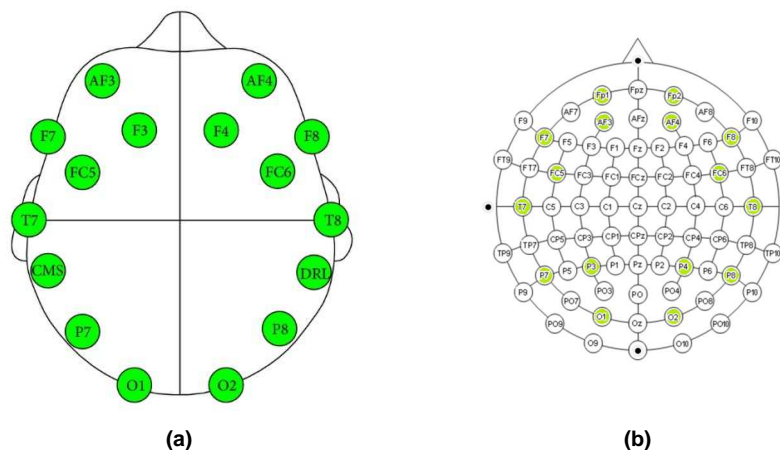 AF3 AF4
F7 F3 F4 F8
FC5 FC6
T7 T8
CMS DRL
P7 P8
O1 O2
(a)
Fp1 Fpz Fp2
AF7 AF3 AFz AF4 AF8
F9 F7 F5 F3 F1 Fz F2 F4 F6 F8 F10
FT9 FT7 FC5 FC3 FC1 FCz FC2 FC4 FC6 FT8 FT10
T7 C5 C3 C1 Cz C2 C4 C6 T8
TP9 TP7 CP5 CP3 CP1 CPz CP2 CP4 CP6 TP8 TP10
P9 P7 P5 P3 P1 Pz P2 P4 P6 P8 P10
PO7 PO3 PO PO4 PO8
PO9 O1 Oz O2 PO10
O9 O10
(b)